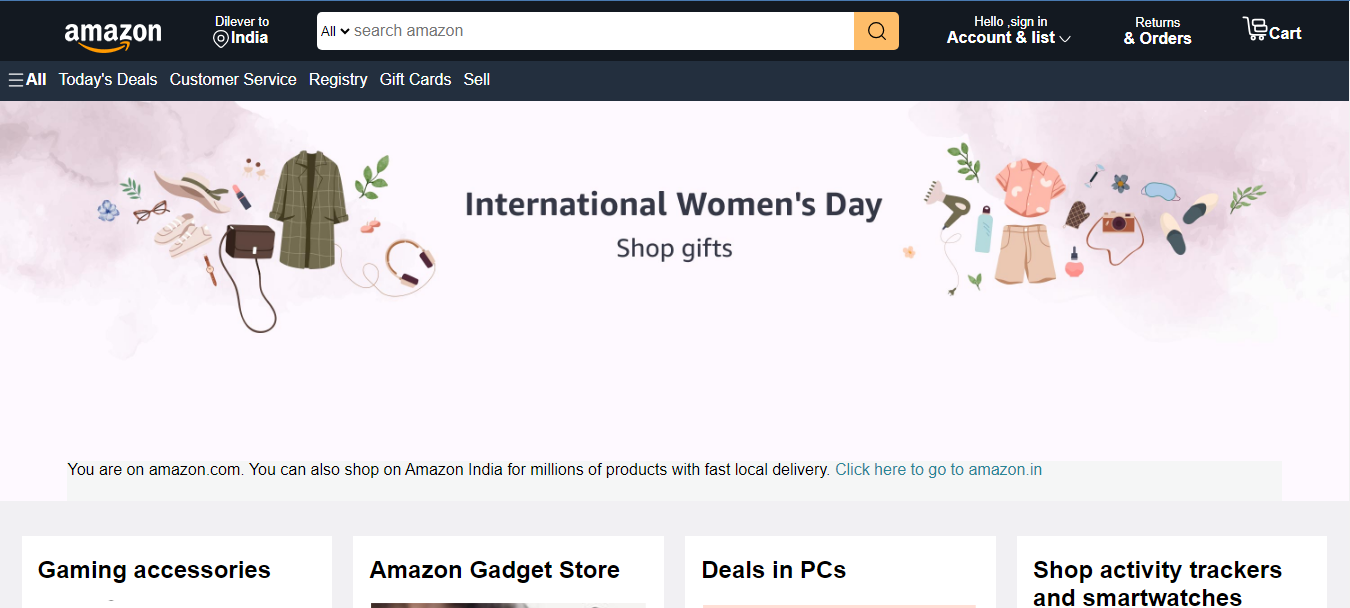 amazon
Dilever to
India
All
search amazon
Hello ,sign in
Account & list
Returns
& Orders
Cart
All Today's Deals Customer Service Registry Gift Cards Sell
International Women's Day
Shop gifts
You are on amazon.com. You can also shop on Amazon India for millions of products with fast local delivery. Click here to go to amazon.in
Gaming accessories
Amazon Gadget Store
Deals in PCs
Shop activity trackers
and smartwatches